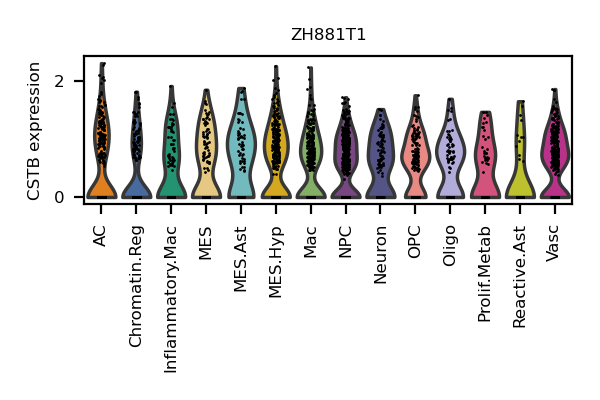 ZH881T1
CSTB expression
2
0
AC
Chromatin.Reg
Inflammatory.Mac
MES
MES.Ast
MES.Hyp
Mac
NPC
Neuron
OPC
Oligo
Prolif.Metab
Reactive.Ast
Vasc